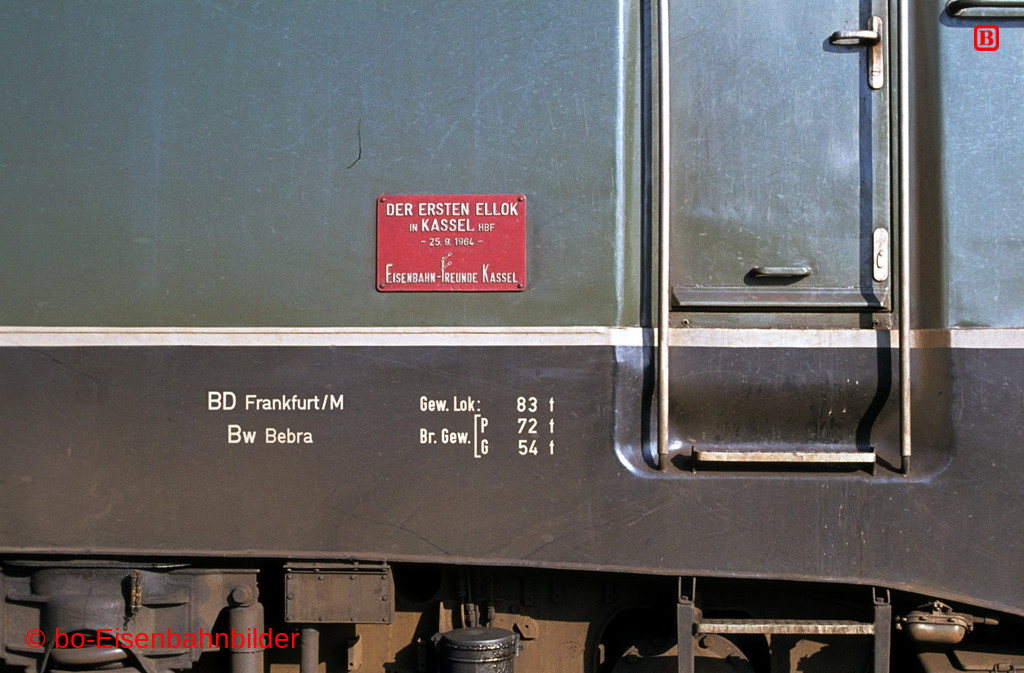 B
DER ERSTEN ELLOK
IN KASSEL HBF
- 25. 9. 1964 -
EISENBAHN-FREUNDE KASSEL
BD Frankfurt/M
Bw Bebra
Gew. Lok: 83 t
Br. Gew. [P 72 t
G 54 t
© bo-Eisenbahnbilder